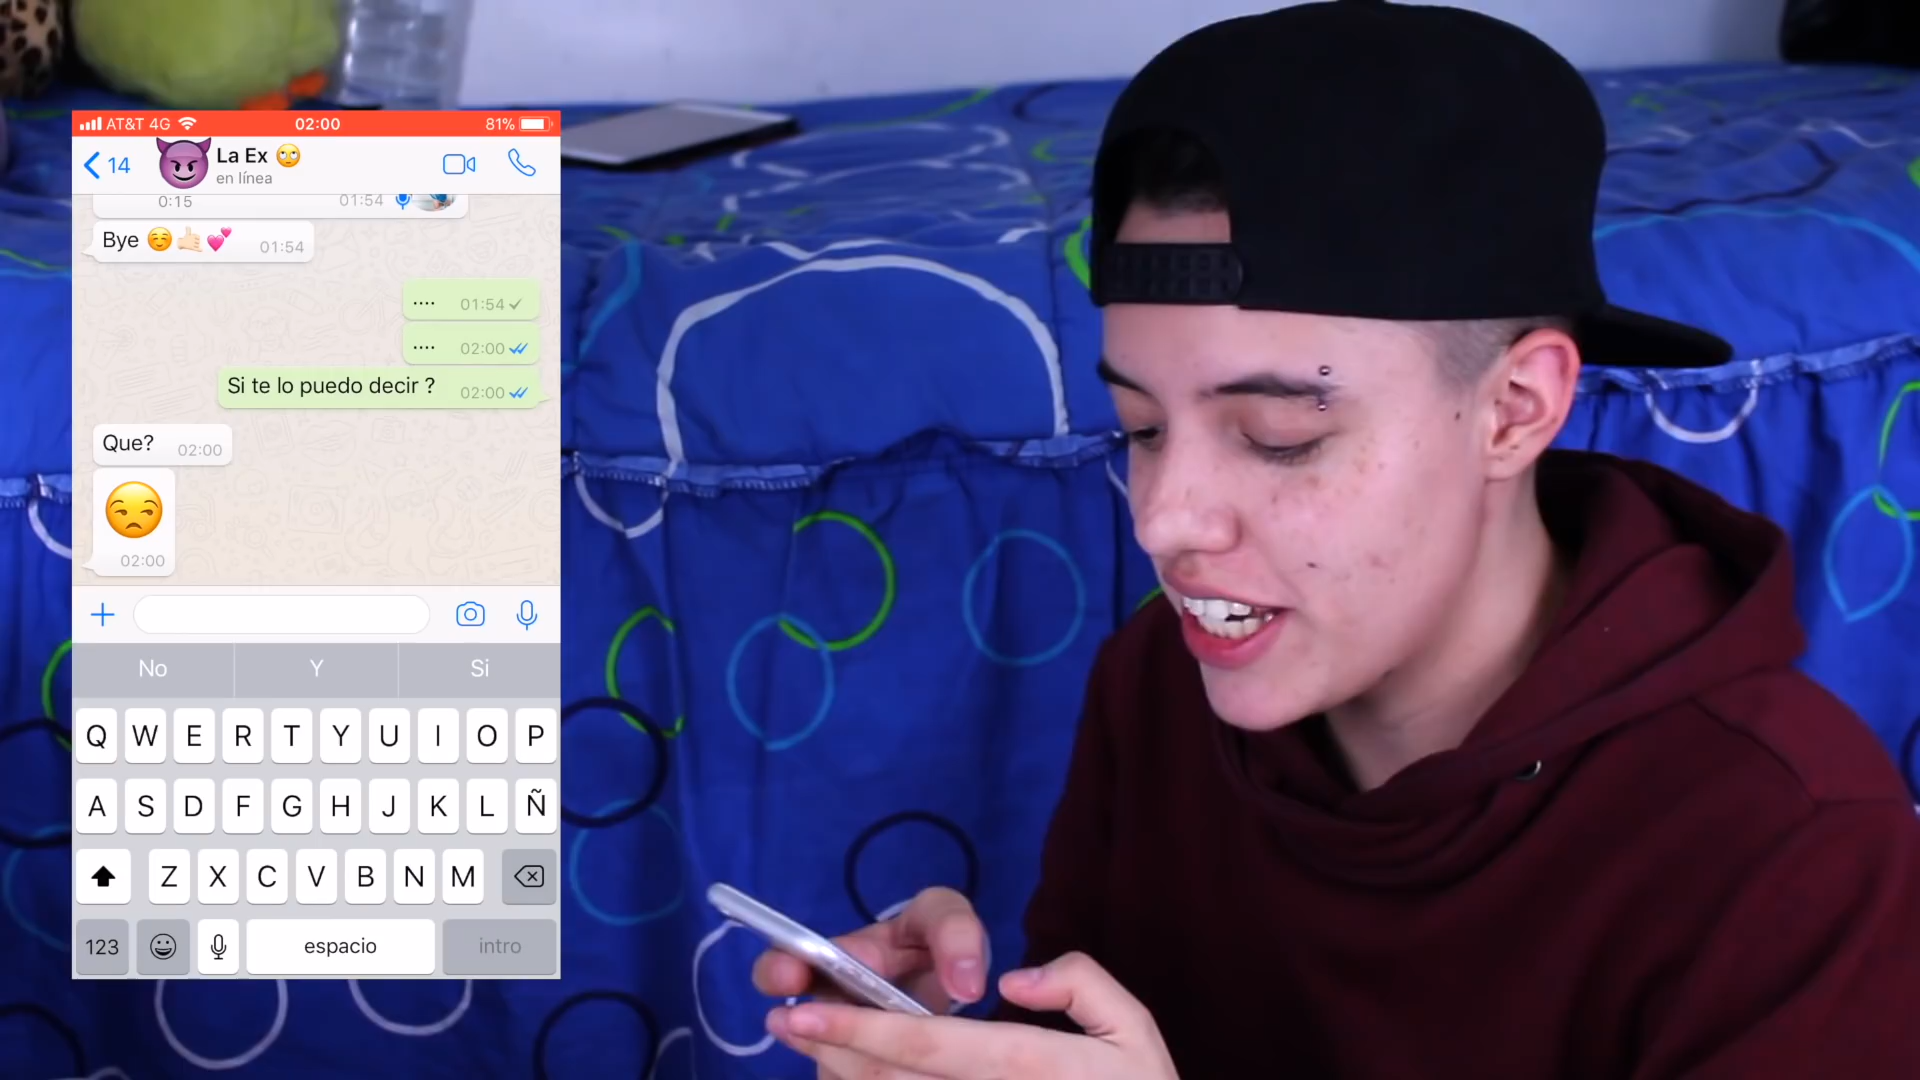 AT&T 4G 02:00 81%
14 La Ex 🙄
en línea
0:15 01:54
Bye ☺️🤙🏻💕 01:54
.... 01:54
.... 02:00
Si te lo puedo decir ? 02:00
Que? 02:00
😒
02:00
No Y Si
Q W E R T Y U I O P
A S D F G H J K L Ñ
Z X C V B N M
123 espacio intro